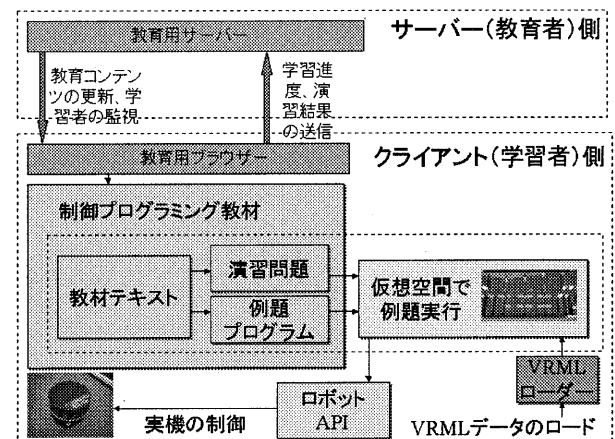 教育用サーバー
サーバー(教育者)側
教育コンテン
ツの更新、学
習者の監視
学習進
度、演
習結果
の送信
教育用ブラウザー
クライアント(学習者)側
制御プログラミング教材
教材テキスト
演習問題
例題
プログラム
仮想空間で
例題実行
VRML
ローダー
ロボット
API
実機の制御
VRMLデータのロード